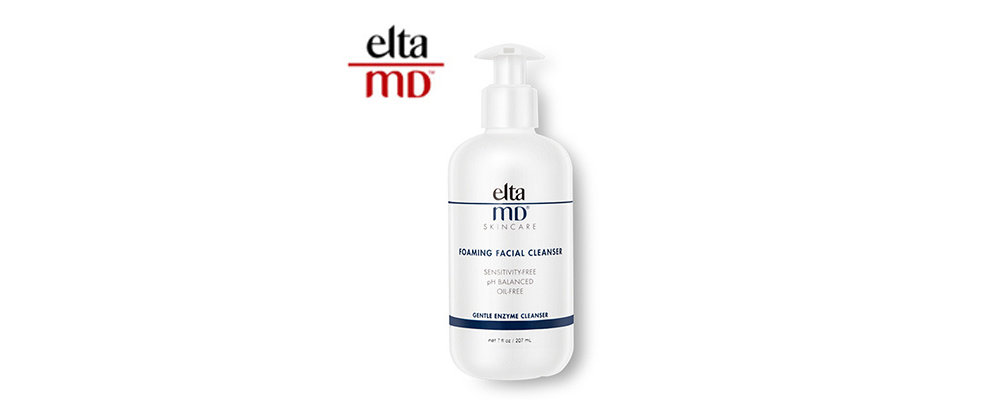 elta
MD™
elta
MD®
SKINCARE
FOAMING FACIAL CLEANSER
SENSITIVITY-FREE
pH BALANCED
OIL-FREE
GENTLE ENZYME CLEANSER
net 7 fl oz / 207 mL